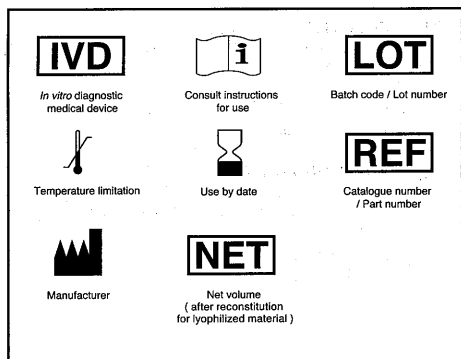 IVD
In vitro diagnostic
medical device
i
Consult instructions
for use
LOT
Batch code / Lot number
Temperature limitation
Use by date
REF
Catalogue number
/ Part number
Manufacturer
NET
Net volume
( after reconstitution
for lyophilized material )